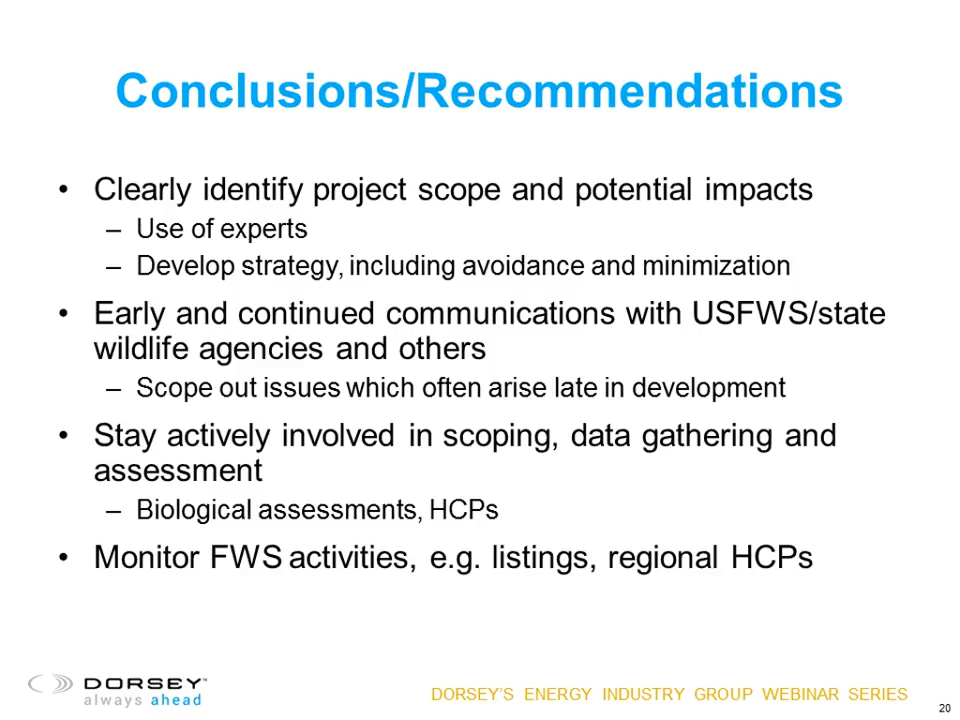 Conclusions/Recommendations
• Clearly identify project scope and potential impacts
– Use of experts
– Develop strategy, including avoidance and minimization
• Early and continued communications with USFWS/state
wildlife agencies and others
– Scope out issues which often arise late in development
• Stay actively involved in scoping, data gathering and
assessment
– Biological assessments, HCPs
• Monitor FWS activities, e.g. listings, regional HCPs
DORSEY™
always ahead
DORSEY'S ENERGY INDUSTRY GROUP WEBINAR SERIES
20